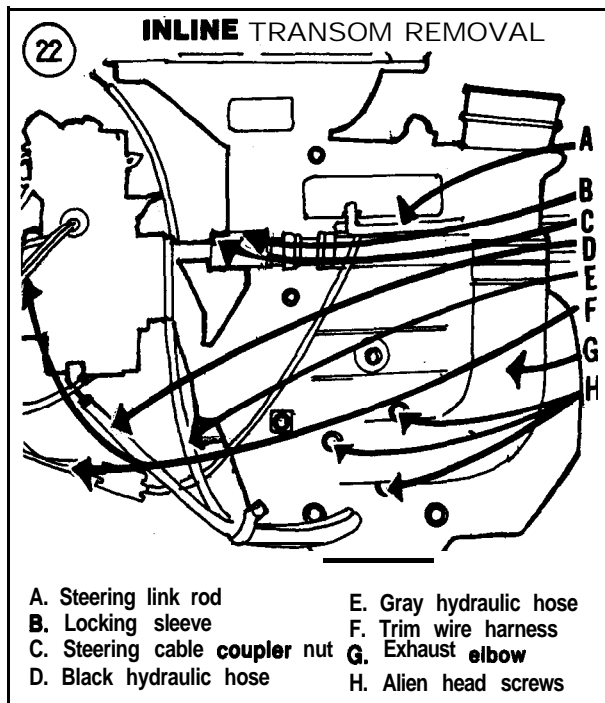 INLINE TRANSOM REMOVAL
22
A
B
C
D
E
F
G
H
A. Steering link rod
B. Locking sleeve
C. Steering cable coupler nut
D. Black hydraulic hose
E. Gray hydraulic hose
F. Trim wire harness
G. Exhaust eibow
H. Alien head screws